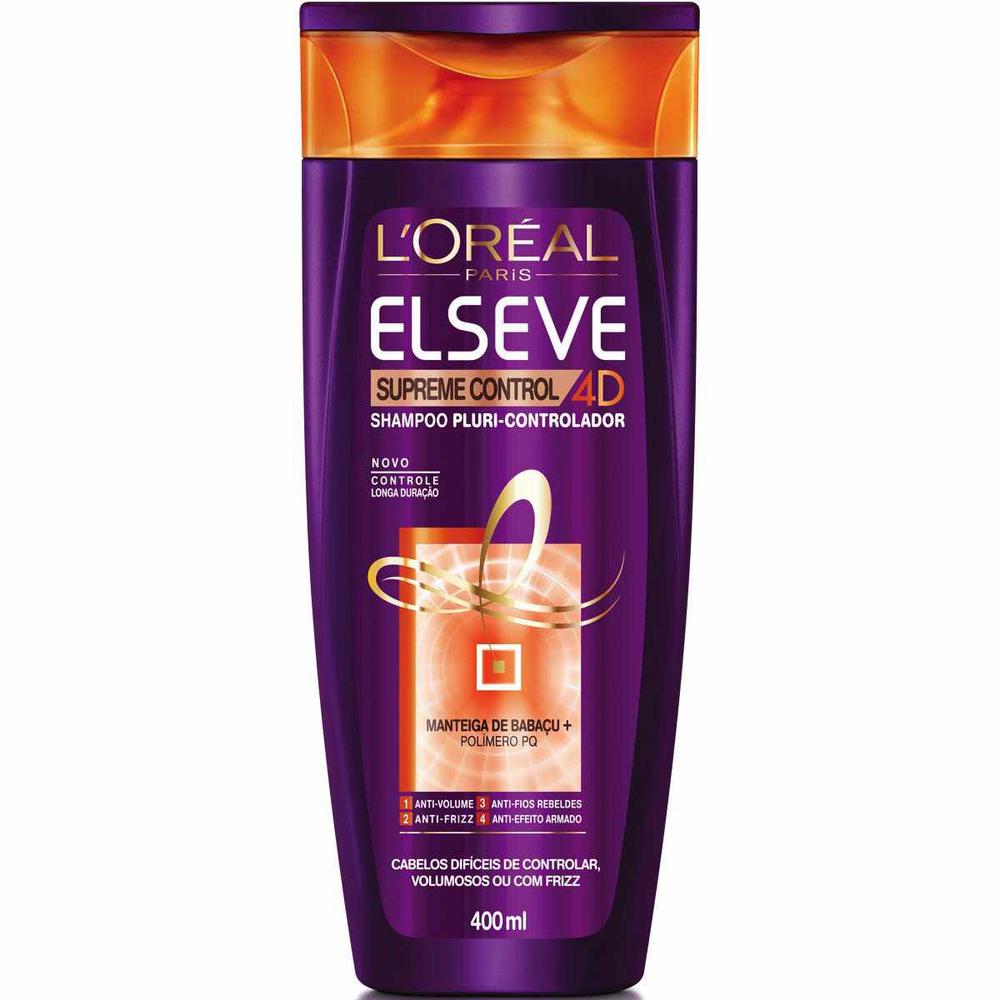 L'ORÉAL
PARIS
ELSEVE
SUPREME CONTROL 4D
SHAMPOO PLURI-CONTROLADOR
NOVO
CONTROLE
LONGA DURAÇÃO
MANTEIGA DE BABAÇU +
POLÍMERO PQ
1 ANTI-VOLUME 3 ANTI-FIOS REBELDES
2 ANTI-FRIZZ 4 ANTI-EFEITO ARMADO
CABELOS DIFÍCEIS DE CONTROLAR,
VOLUMOSOS OU COM FRIZZ
400 ml